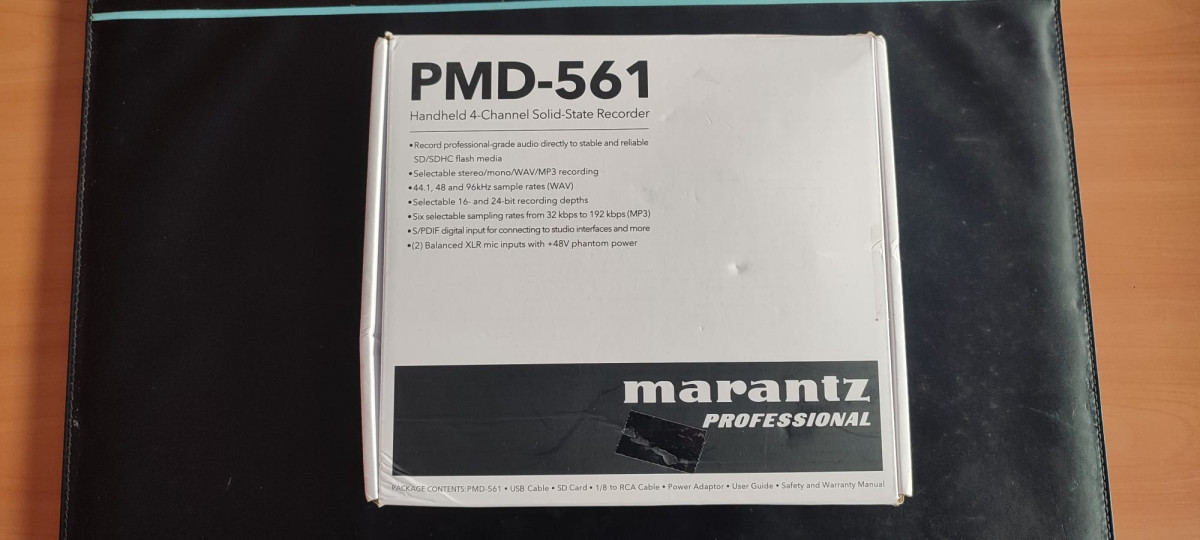 PMD-561
Handheld 4-Channel Solid-State Recorder
•Record professional-grade audio directly to stable and reliable
SD/SDHC flash media
•Selectable stereo/mono/WAV/MP3 recording
•44.1, 48 and 96kHz sample rates (WAV)
•Selectable 16- and 24-bit recording depths
•Six selectable sampling rates from 32 kbps to 192 kbps (MP3)
•S/PDIF digital input for connecting to studio interfaces and more
•(2) Balanced XLR mic inputs with +48V phantom power
marantz
PROFESSIONAL
PACKAGE CONTENTS: PMD-561 • USB Cable • SD Card • 1/8 to RCA Cable • Power Adaptor • User Guide • Safety and Warranty Manual